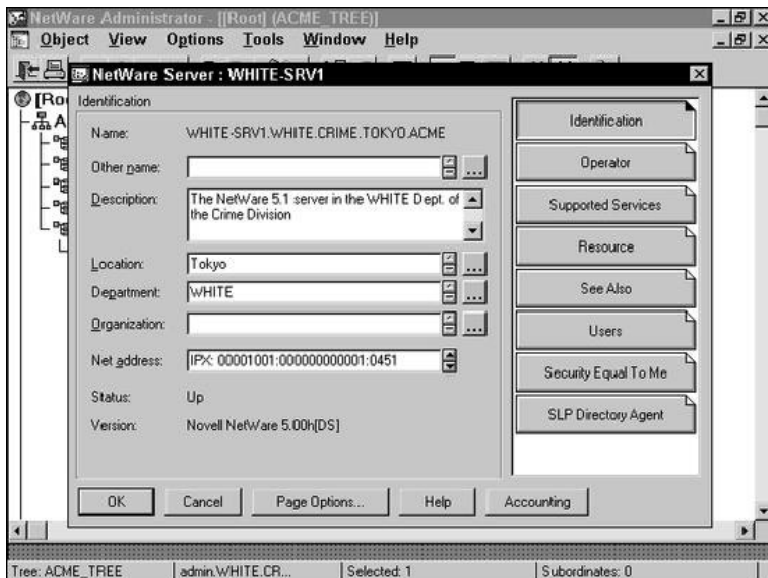 NetWare Administrator - [[Root] (ACME_TREE)]
Object View Options Tools Window Help
NetWare Server : WHITE-SRV1
[Roo
A
Identification
Name: WHITE-SRV1.WHITE.CRIME.TOKYO.ACME
Other name:
Description: The NetWare 5.1 server in the WHITE Dept. of
the Crime Division
Location: Tokyo
Department: WHITE
Organization:
Net address: IPX: 00001001:000000000001:0451
Status: Up
Version: Novell NetWare 5.00h[DS]
Identification
Operator
Supported Services
Resource
See Also
Users
Security Equal To Me
SLP Directory Agent
OK Cancel Page Options... Help Accounting
Tree: ACME_TREE admin.WHITE.CR... Selected: 1 Subordinates: 0